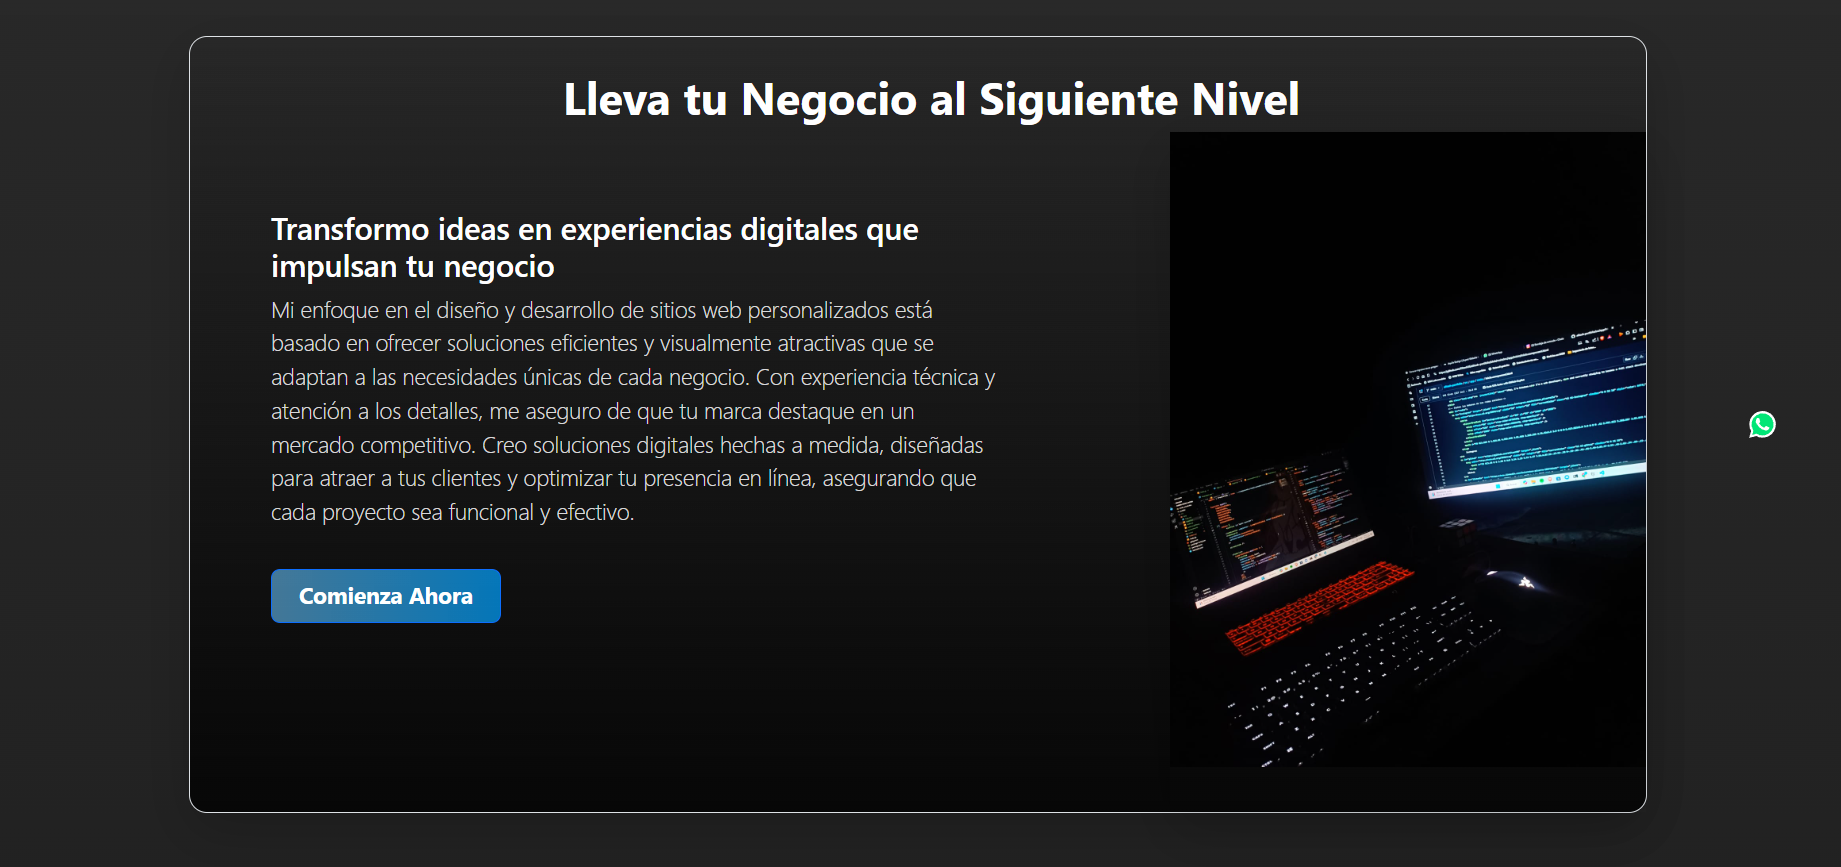 Lleva tu Negocio al Siguiente Nivel
Transformo ideas en experiencias digitales que
impulsan tu negocio
Mi enfoque en el diseño y desarrollo de sitios web personalizados está
basado en ofrecer soluciones eficientes y visualmente atractivas que se
adaptan a las necesidades únicas de cada negocio. Con experiencia técnica y
atención a los detalles, me aseguro de que tu marca destaque en un
mercado competitivo. Creo soluciones digitales hechas a medida, diseñadas
para atraer a tus clientes y optimizar tu presencia en línea, asegurando que
cada proyecto sea funcional y efectivo.
Comienza Ahora